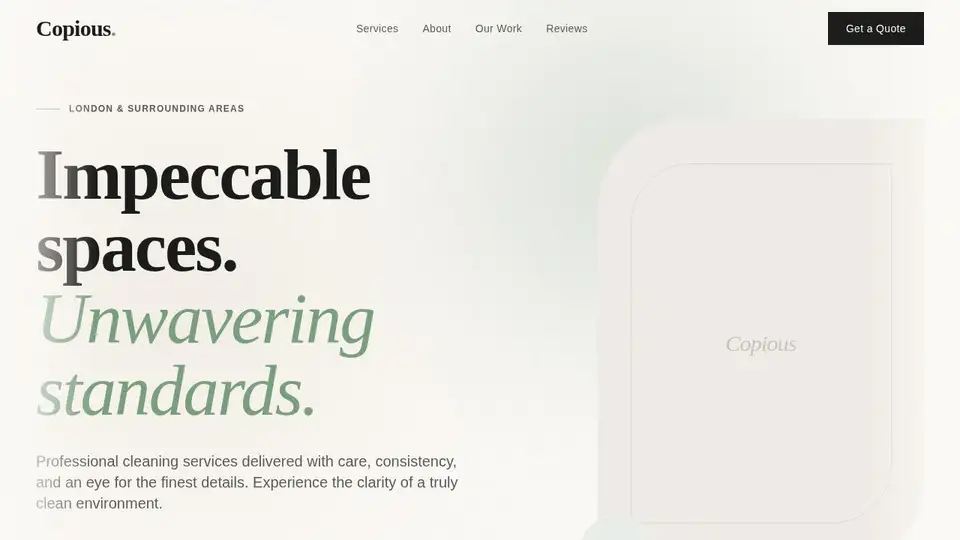 Copious.
Services
About
Our Work
Reviews
Get a Quote
LONDON & SURROUNDING AREAS
Impeccable
spaces.
Unwavering
standards.
Professional cleaning services delivered with care, consistency,
and an eye for the finest details. Experience the clarity of a truly
clean environment.
Copious